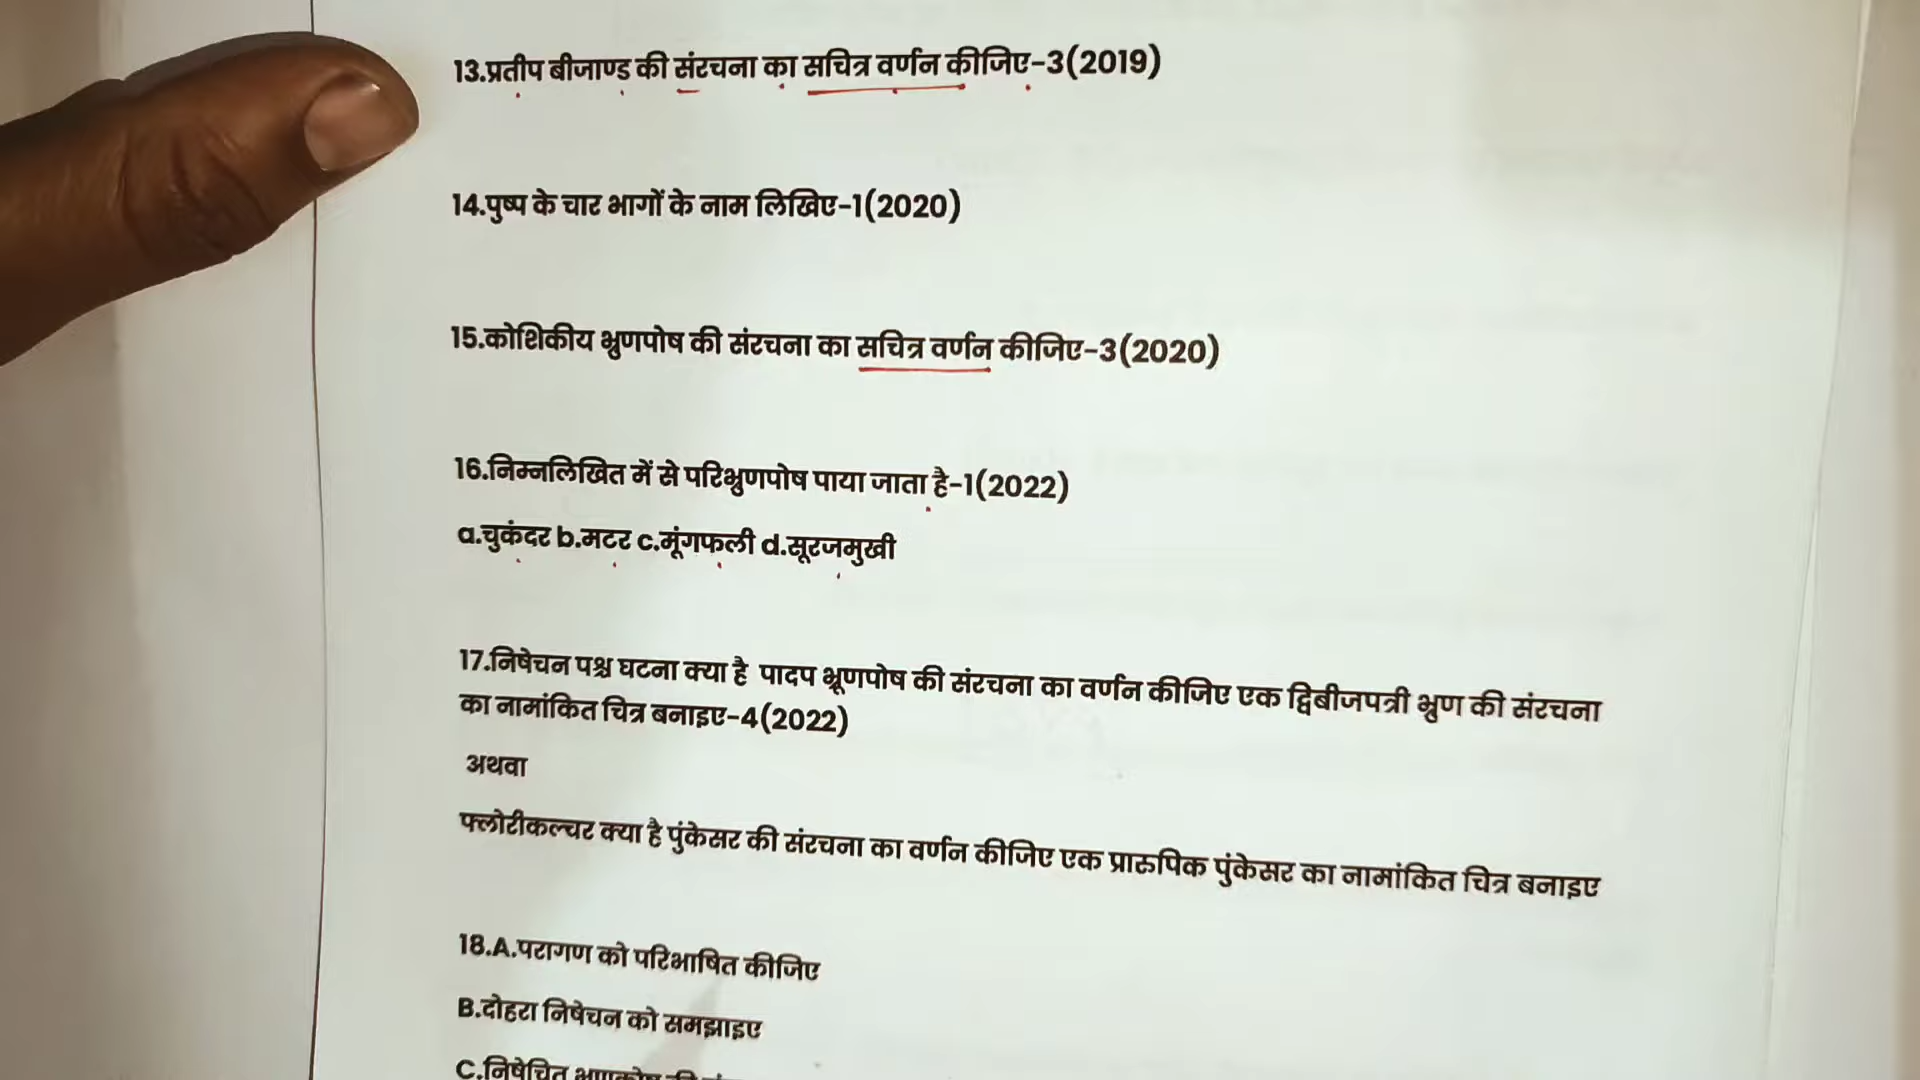 13.प्रतीप बीजाण्ड की संरचना का सचित्र वर्णन कीजिए-3(2019)
14.पुष्प के चार भागों के नाम लिखिए-1(2020)
15.कोशिकीय भ्रुणपोष की संरचना का सचित्र वर्णन कीजिए-3(2020)
16.निम्नलिखित में से परिभ्रुणपोष पाया जाता है-1(2022)
a.चुकंदर b.मटर c.मूंगफली d.सूरजमुखी
17.निषेचन पश्च घटना क्या है पादप भ्रूणपोष की संरचना का वर्णन कीजिए एक द्विबीजपत्री भ्रुण की संरचना
का नामांकित चित्र बनाइए-4(2022)
अथवा
फ्लोरीकल्चर क्या है पुंकेसर की संरचना का वर्णन कीजिए एक प्रारुपिक पुंकेसर का नामांकित चित्र बनाइए
18.A.परागण को परिभाषित कीजिए
B.दोहरा निषेचन को समझाइए
C.निषेचित